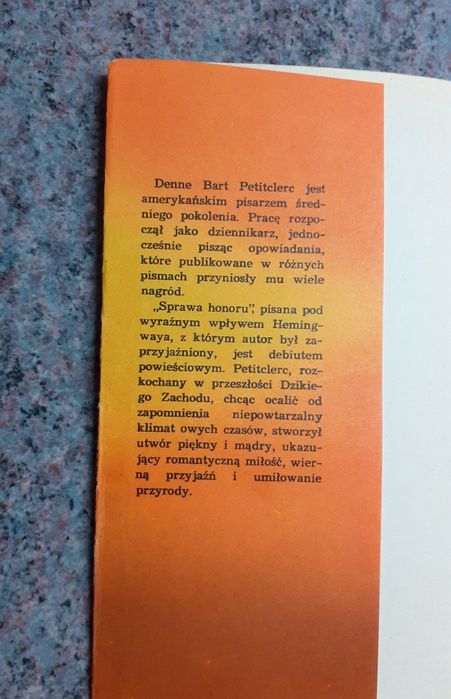 Denne Bart Petitclerc jest
amerykańskim pisarzem śred-
niego pokolenia. Pracę rozpo-
czął jako dziennikarz, jedno-
cześnie pisząc opowiadania,
które publikowane w różnych
pismach przyniosły mu wiele
nagród.
„Sprawa honoru”, pisana pod
wyraźnym wpływem Heming-
waya, z którym autor był za-
przyjaźniony, jest debiutem
powieściowym. Petitclerc, roz-
kochany w przeszłości Dzikie-
go Zachodu, chcąc ocalić od
zapomnienia niepowtarzalny
klimat owych czasów, stworzył
utwór piękny i mądry, ukazu-
jący romantyczną miłość, wier-
ną przyjaźń i umiłowanie
przyrody.